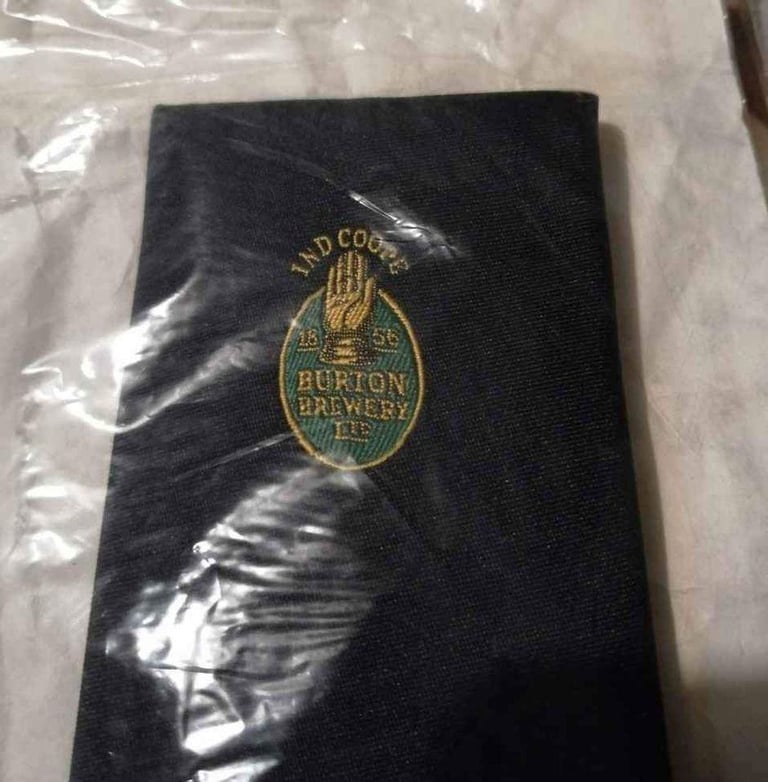 IND COOPE
18 56
BURTON
BREWERY
LTD